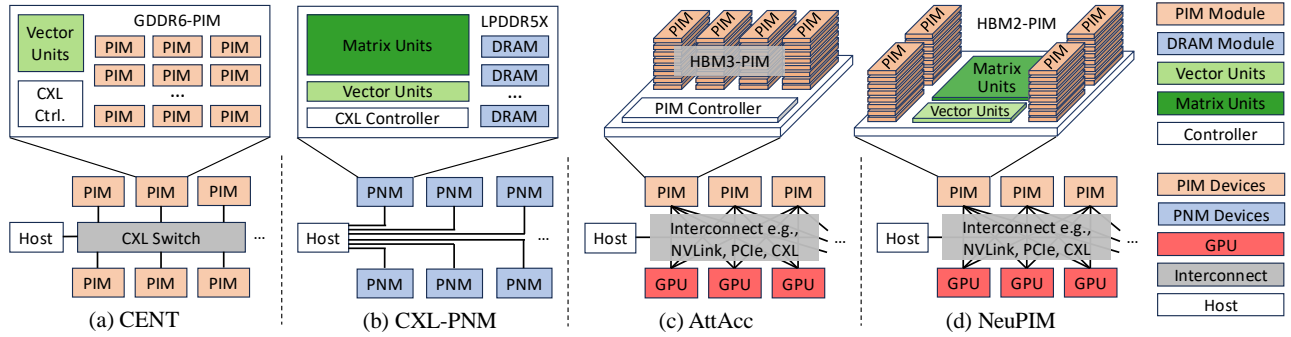 GDDR6-PIM
Vector
Units
PIM PIM PIM
PIM PIM PIM
...
PIM PIM PIM
CXL
Ctrl.
PIM PIM PIM
Host
CXL Switch
...
PIM PIM PIM
(a) CENT
LPDDR5X
Matrix Units
Vector Units
CXL Controller
DRAM
DRAM
...
DRAM
PNM PNM PNM
Host
...
PNM PNM PNM
(b) CXL-PNM
PIM PIM PIM PIM
HBM3-PIM
PIM Controller
PIM PIM PIM
Host
Interconnect e.g.,
NVLink, PCIe, CXL
...
GPU GPU GPU
(c) AttAcc
HBM2-PIM
PIM PIM
PIM PIM
Matrix
Units
Vector Units
PIM PIM PIM
Host
Interconnect e.g.,
NVLink, PCIe, CXL
...
GPU GPU GPU
(d) NeuPIM
PIM Module
DRAM Module
Vector Units
Matrix Units
Controller
PIM Devices
PNM Devices
GPU
Interconnect
Host